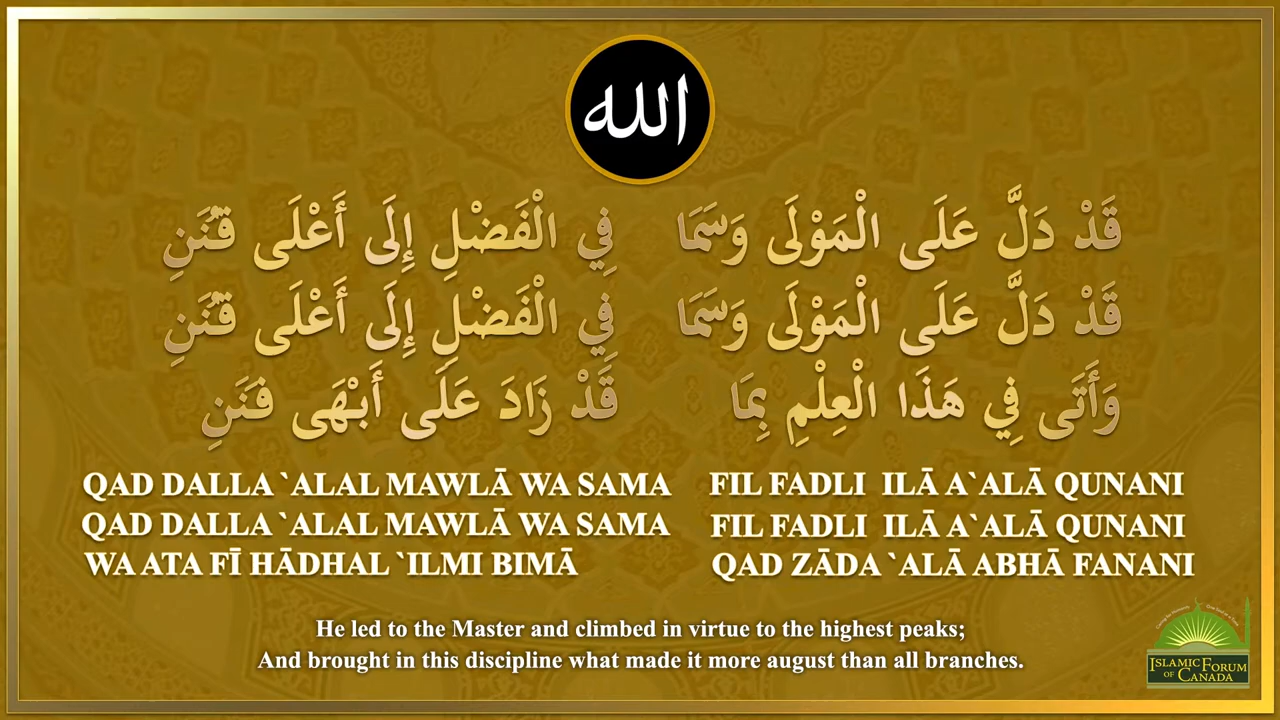 الله
قَدْ دَلَّ عَلَى الْمَوْلَى وَسَمَا فِي الْفَضْلِ إِلَى أَعْلَى قُنَنِ
قَدْ دَلَّ عَلَى الْمَوْلَى وَسَمَا فِي الْفَضْلِ إِلَى أَعْلَى قُنَنِ
وَأَتَى فِي هَذَا الْعِلْمِ بِمَا قَدْ زَادَ عَلَى أَبْهَى فَنَنِ
QAD DALLA `ALAL MAWLĀ WA SAMA FIL FADLI ILĀ A`ALĀ QUNANI
QAD DALLA `ALAL MAWLĀ WA SAMA FIL FADLI ILĀ A`ALĀ QUNANI
WA ATA FĪ HĀDHAL `ILMI BIMĀ QAD ZĀDA `ALĀ ABHĀ FANANI
He led to the Master and climbed in virtue to the highest peaks;
And brought in this discipline what made it more august than all branches.
ISLAMIC FORUM
OF CANADA